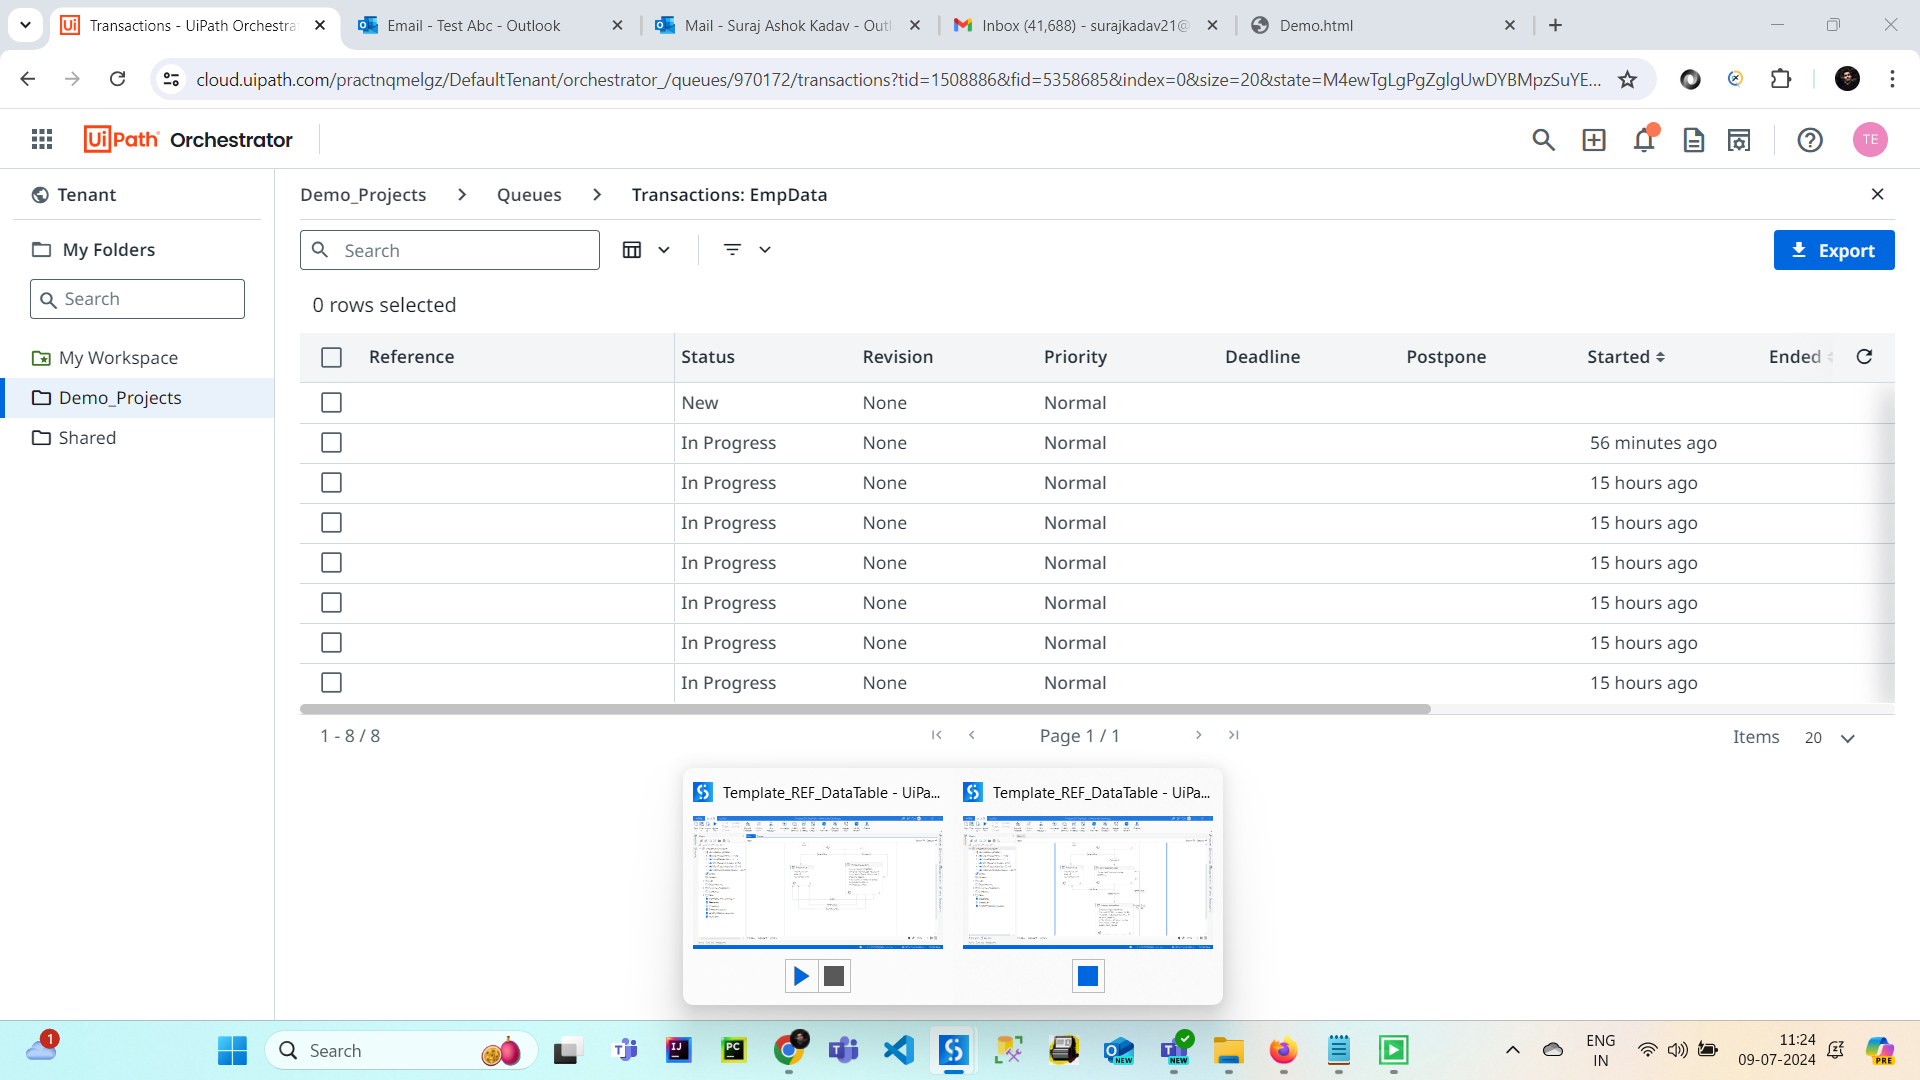 Transactions - UiPath Orchestra
Email - Test Abc - Outlook
Mail - Suraj Ashok Kadav - Outl
Inbox (41,688) - surajkadav21@
Demo.html
cloud.uipath.com/practnqmelgz/DefaultTenant/orchestrator_/queues/970172/transactions?tid=1508886&fid=5358685&index=0&size=20&state=M4ewTgLgPgZglgUwDYBMpzSuYE...
UiPath Orchestrator
TE
Tenant
Demo_Projects
Queues
Transactions: EmpData
My Folders
Search
Export
Search
0 rows selected
Reference Status Revision Priority Deadline Postpone Started Ended
My Workspace
Demo_Projects
Shared
New None Normal
In Progress None Normal 56 minutes ago
In Progress None Normal 15 hours ago
In Progress None Normal 15 hours ago
In Progress None Normal 15 hours ago
In Progress None Normal 15 hours ago
In Progress None Normal 15 hours ago
In Progress None Normal 15 hours ago
1 - 8 / 8
Page 1 / 1
Items 20
Template_REF_DataTable - UiPa...
Template_REF_DataTable - UiPa...
1
Search
IJ
PC
NEW
NEW
ENG
IN
11:24
09-07-2024
PRE